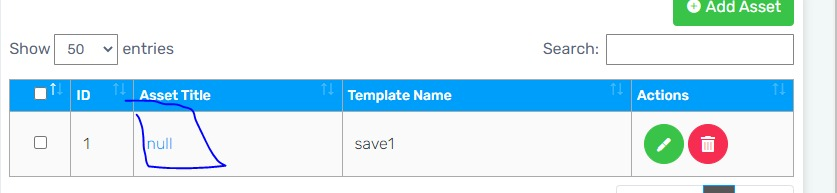 Add Asset
Show 50 entries Search:
ID Asset Title Template Name Actions
1 null save1